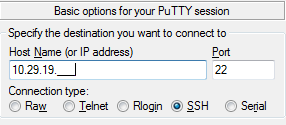 Basic options for your PuTTY session
Specify the destination you want to connect to
Host Name (or IP address) Port
10.29.19.___ 22
Connection type:
Raw Telnet Rlogin SSH Serial